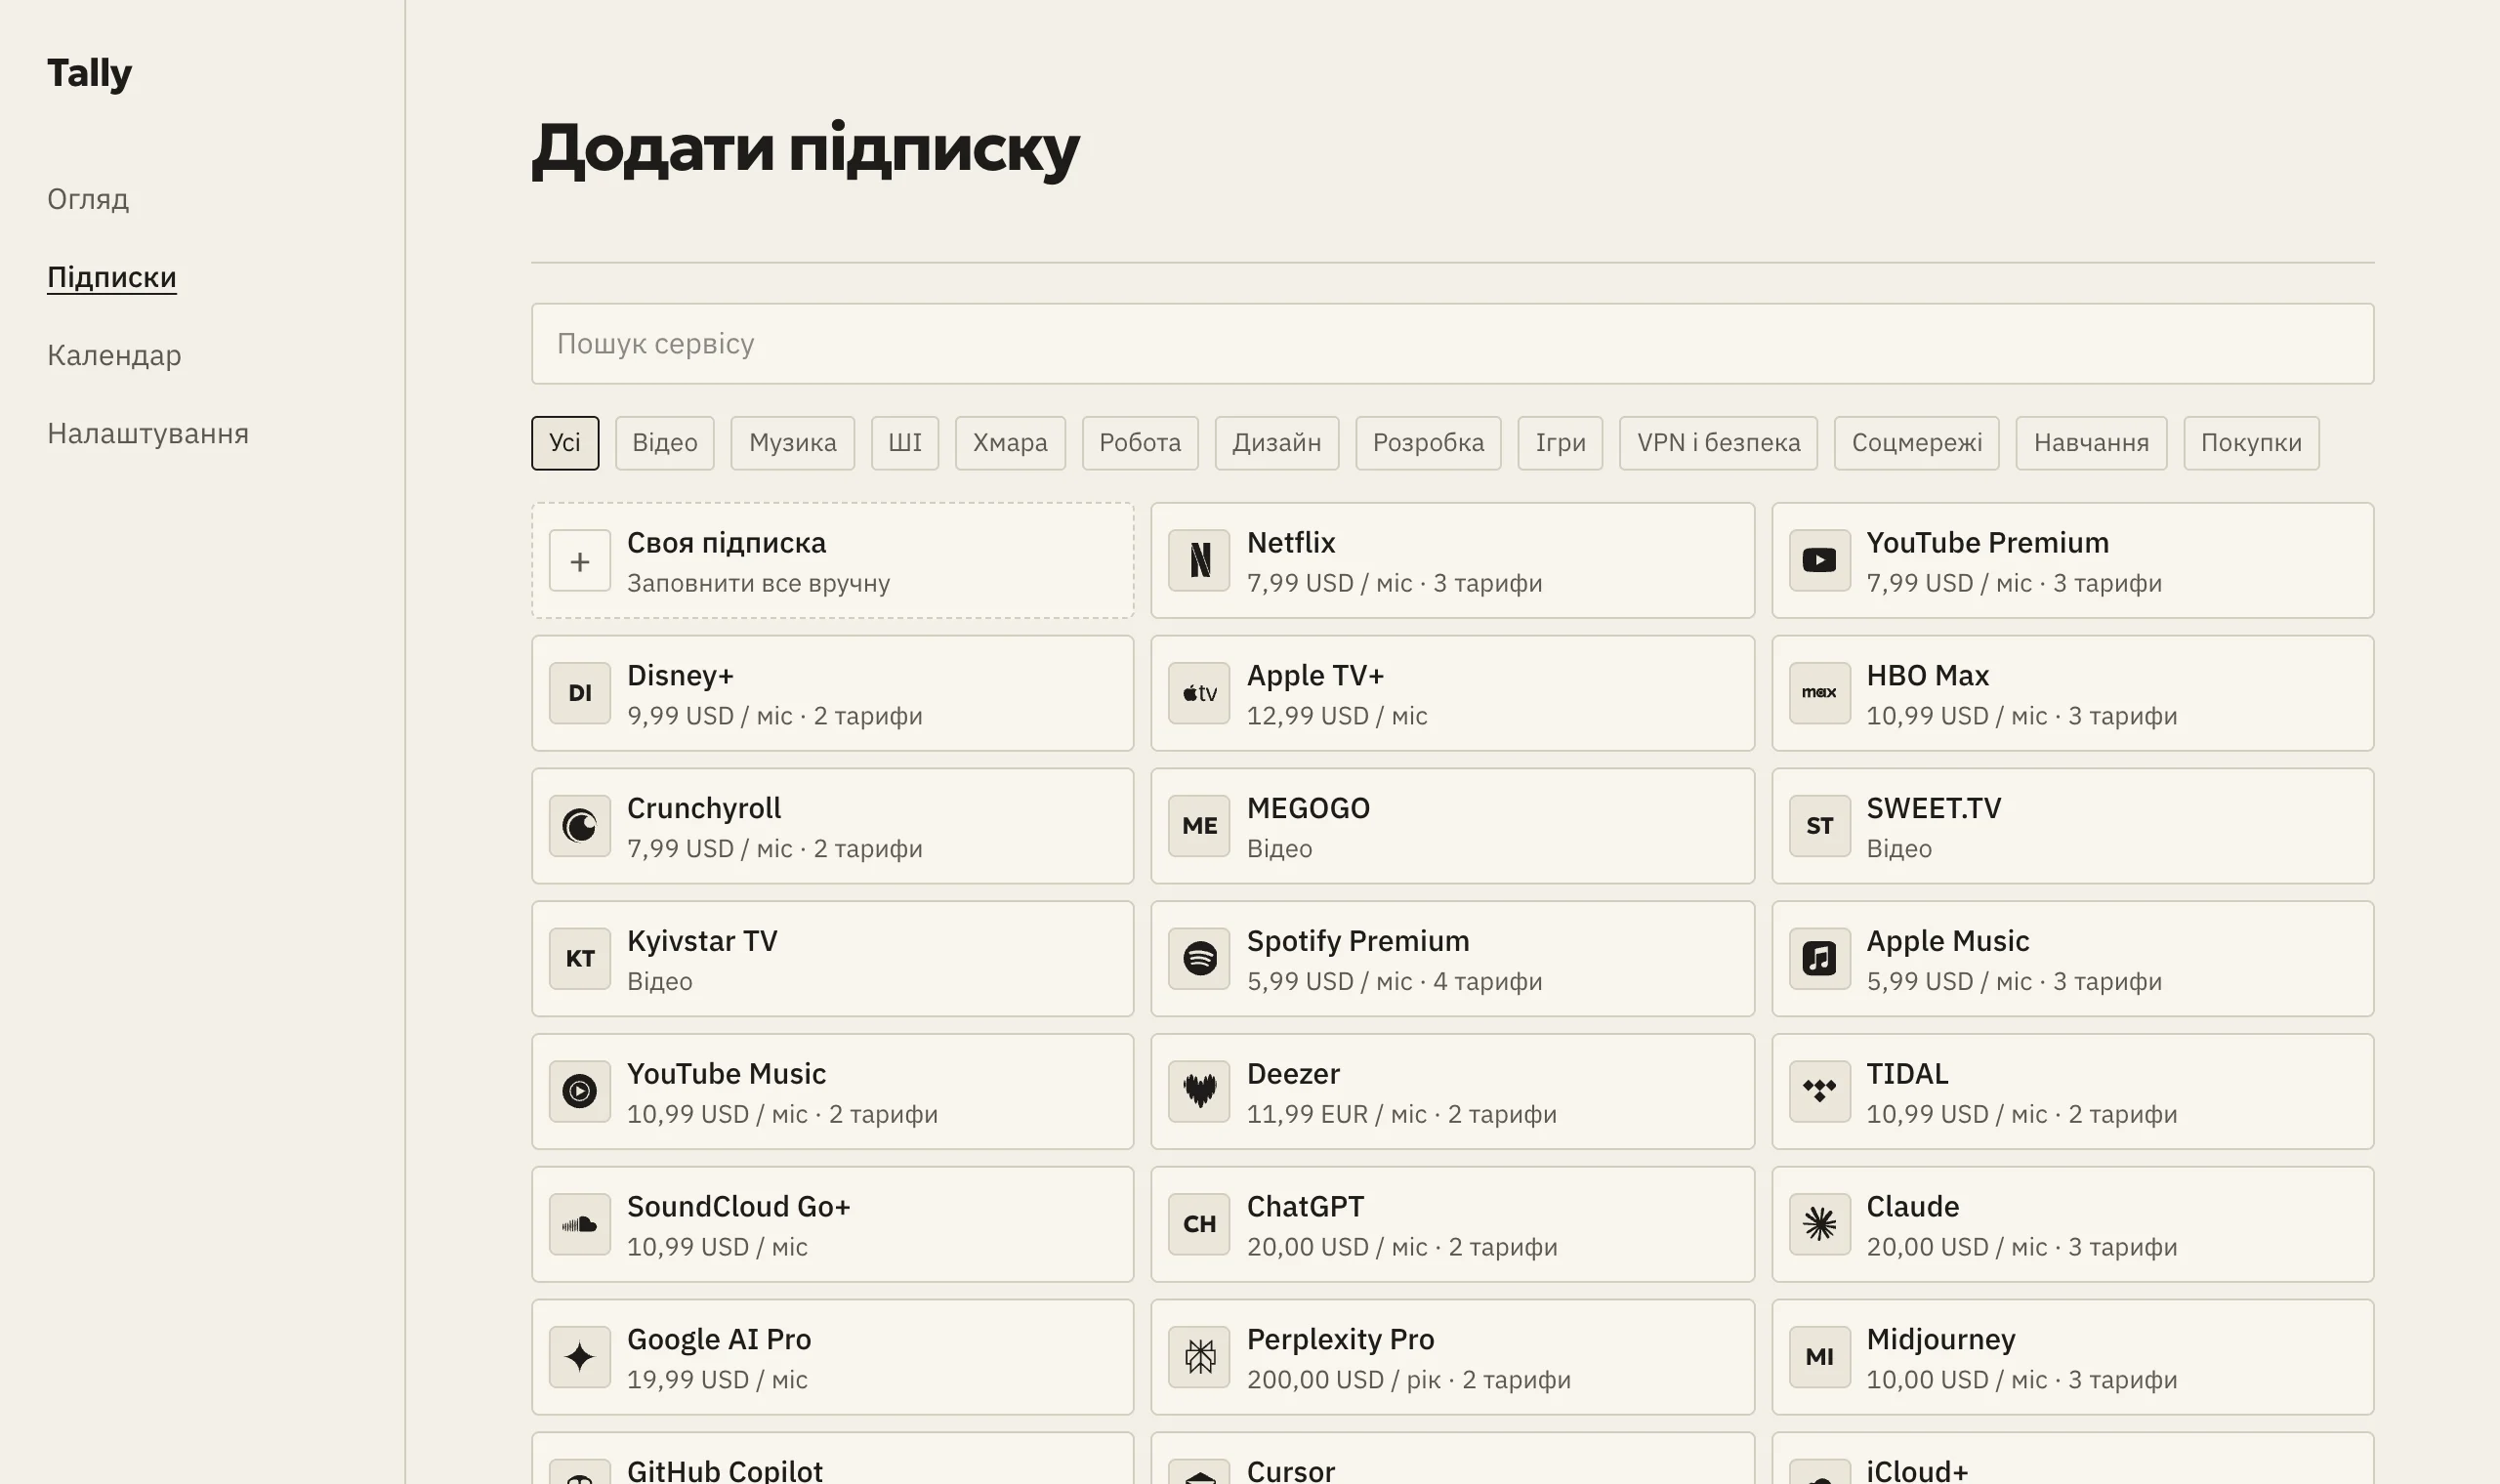 Tally
Огляд
Підписки
Календар
Налаштування
Додати підписку
Пошук сервісу
Усі Відео Музика ШІ Хмара Робота Дизайн Розробка Ігри VPN і безпека Соцмережі Навчання Покупки
+
Своя підписка
Заповнити все вручну
Netflix
7,99 USD / міс · 3 тарифи
YouTube Premium
7,99 USD / міс · 3 тарифи
DI
Disney+
9,99 USD / міс · 2 тарифи
tv
Apple TV+
12,99 USD / міс
max
HBO Max
10,99 USD / міс · 3 тарифи
Crunchyroll
7,99 USD / міс · 2 тарифи
ME
MEGOGO
Відео
ST
SWEET.TV
Відео
KT
Kyivstar TV
Відео
Spotify Premium
5,99 USD / міс · 4 тарифи
Apple Music
5,99 USD / міс · 3 тарифи
YouTube Music
10,99 USD / міс · 2 тарифи
Deezer
11,99 EUR / міс · 2 тарифи
TIDAL
10,99 USD / міс · 2 тарифи
SoundCloud Go+
10,99 USD / міс
CH
ChatGPT
20,00 USD / міс · 2 тарифи
Claude
20,00 USD / міс · 3 тарифи
Google AI Pro
19,99 USD / міс
Perplexity Pro
200,00 USD / рік · 2 тарифи
MI
Midjourney
10,00 USD / міс · 3 тарифи
GitHub Copilot
Cursor
iCloud+